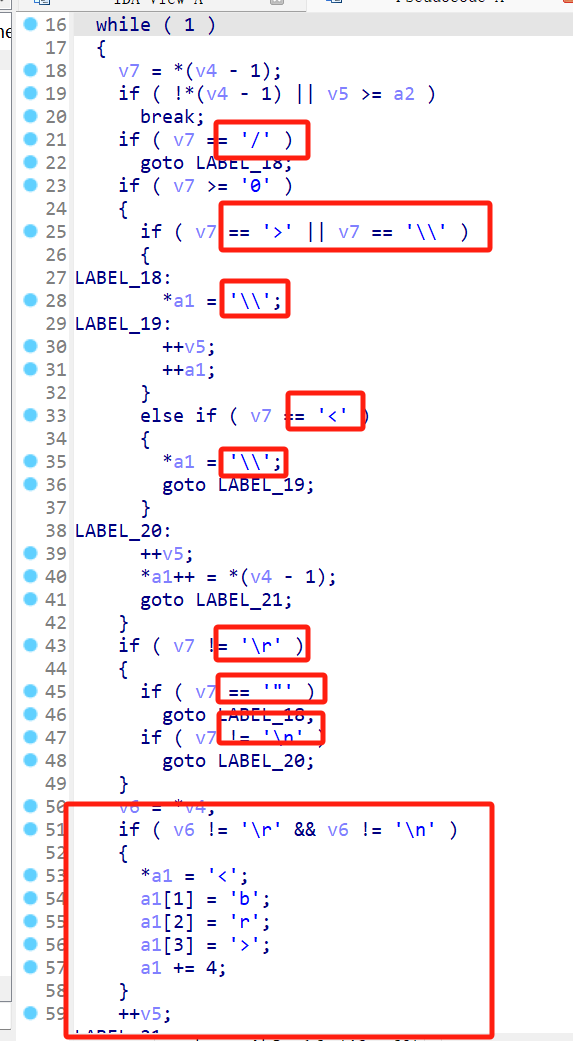 16 while ( 1 )
17 {
18 v7 = *(v4 - 1);
19 if ( !*(v4 - 1) || v5 >= a2 )
20 break;
21 if ( v7 == '/' )
22 goto LABEL_18;
23 if ( v7 >= '0' )
24 {
25 if ( v7 == '>' || v7 == '\\' )
26 {
27 LABEL_18:
28 *a1 = '\\';
29 LABEL_19:
30 ++v5;
31 ++a1;
32 }
33 else if ( v7 == '<' )
34 {
35 *a1 = '\\';
36 goto LABEL_19;
37 }
38 LABEL_20:
39 ++v5;
40 *a1++ = *(v4 - 1);
41 goto LABEL_21;
42 }
43 if ( v7 != '\r' )
44 {
45 if ( v7 == '"' )
46 goto LABEL_18;
47 if ( v7 != '\n' )
48 goto LABEL_20;
49 }
50 v6 = *v4;
51 if ( v6 != '\r' && v6 != '\n' )
52 {
53 *a1 = '<';
54 a1[1] = 'b';
55 a1[2] = 'r';
56 a1[3] = '>';
57 a1 += 4;
58 }
59 ++v5;